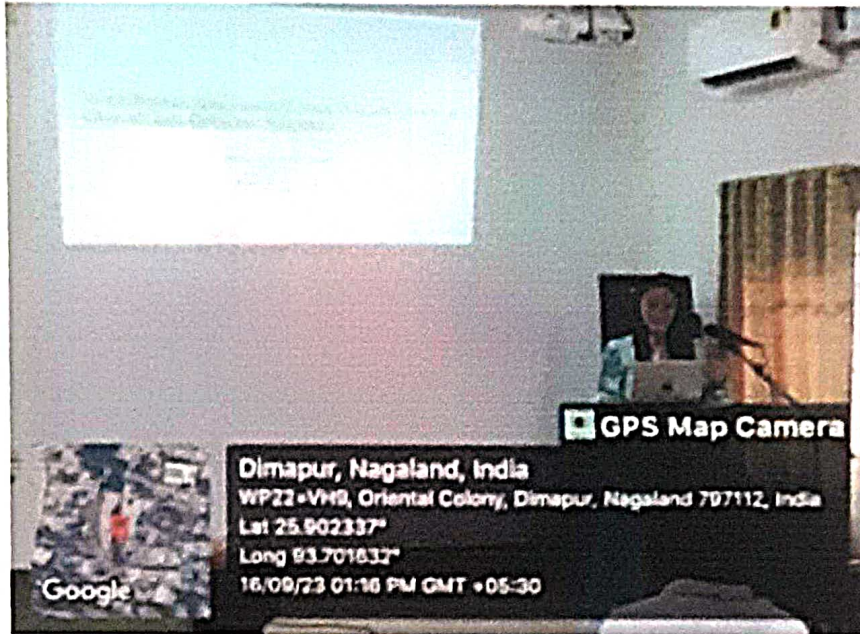 GPS Map Camera
Dimapur, Nagaland, India
WP22+VH9, Oriental Colony, Dimapur, Nagaland 797112, India
Lat 25.902337°
Long 93.701632°
16/09/23 01:16 PM GMT +05:30
Google